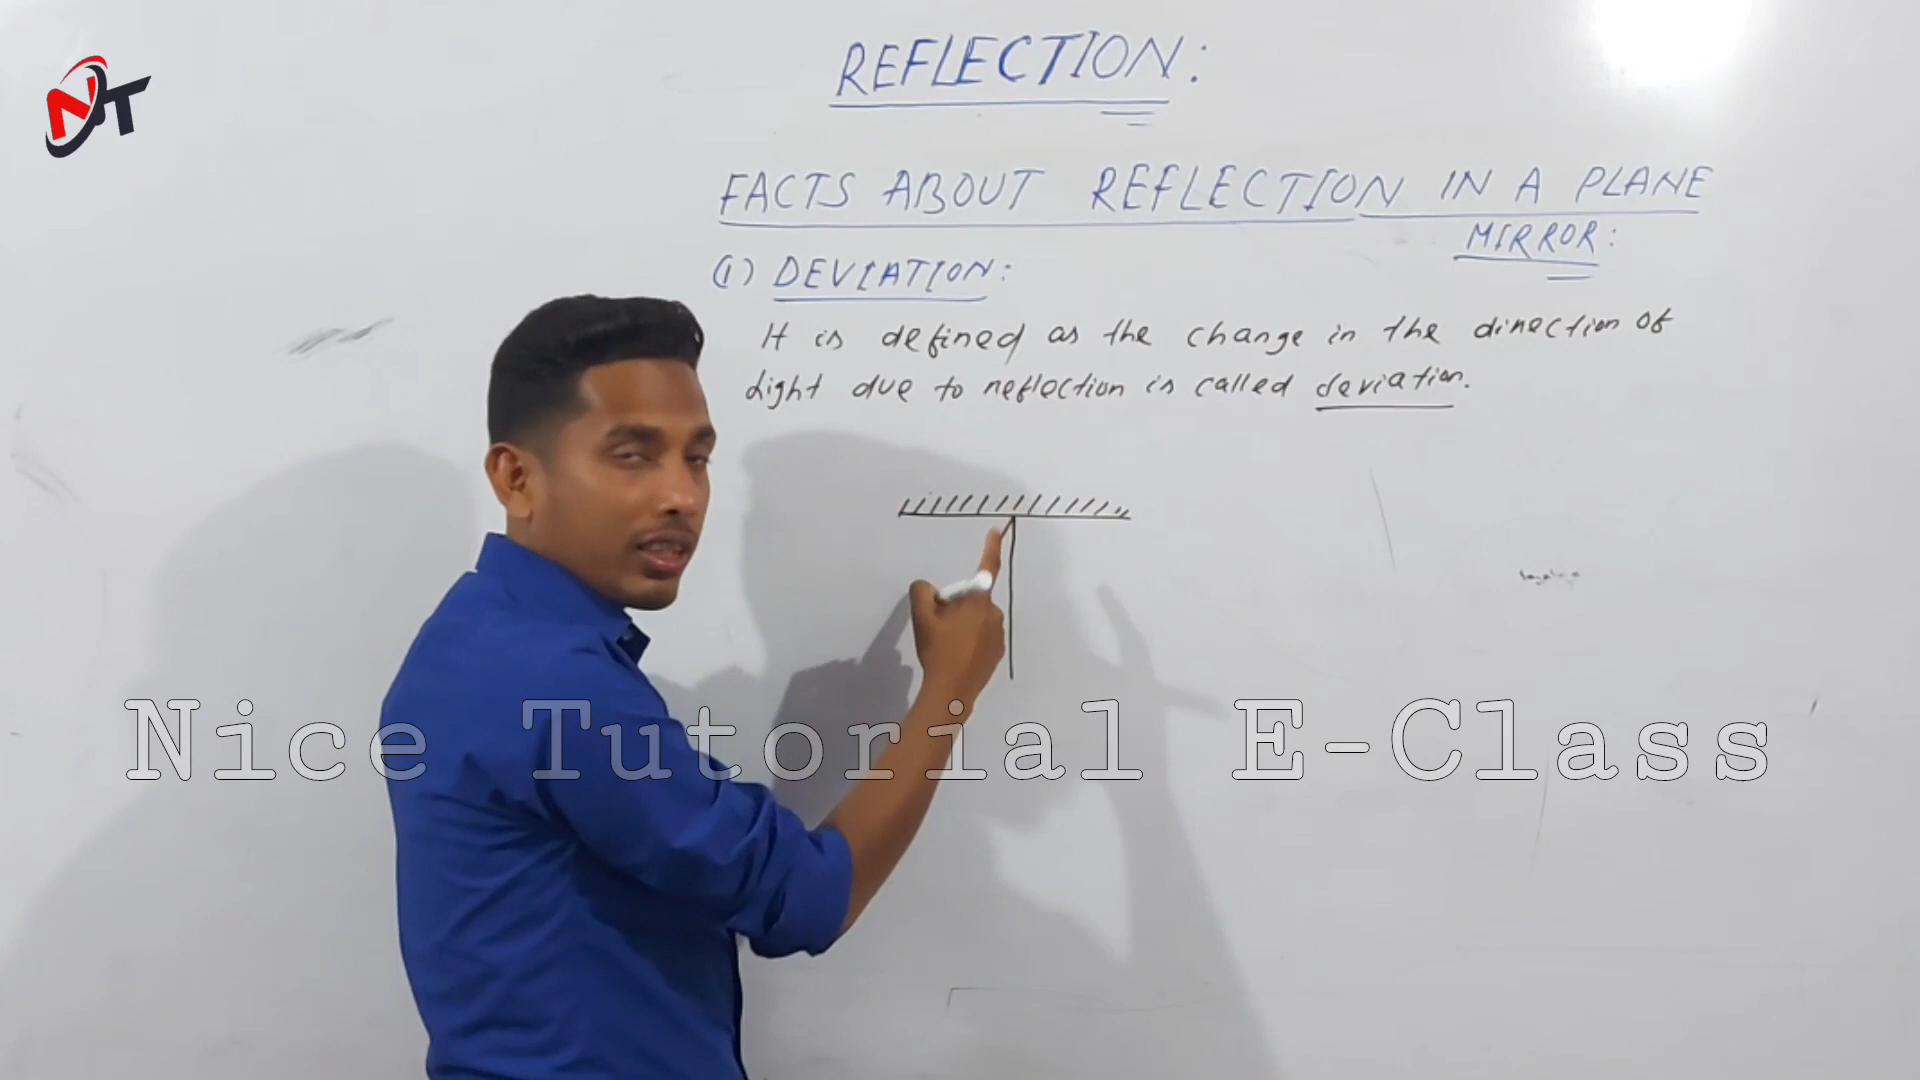 NT
REFLECTION:
FACTS ABOUT REFLECTION IN A PLANE
MIRROR:
(1) DEVIATION:
It is defined as the change in the direction of
light due to reflection is called deviation.
Nice Tutorial E-Class